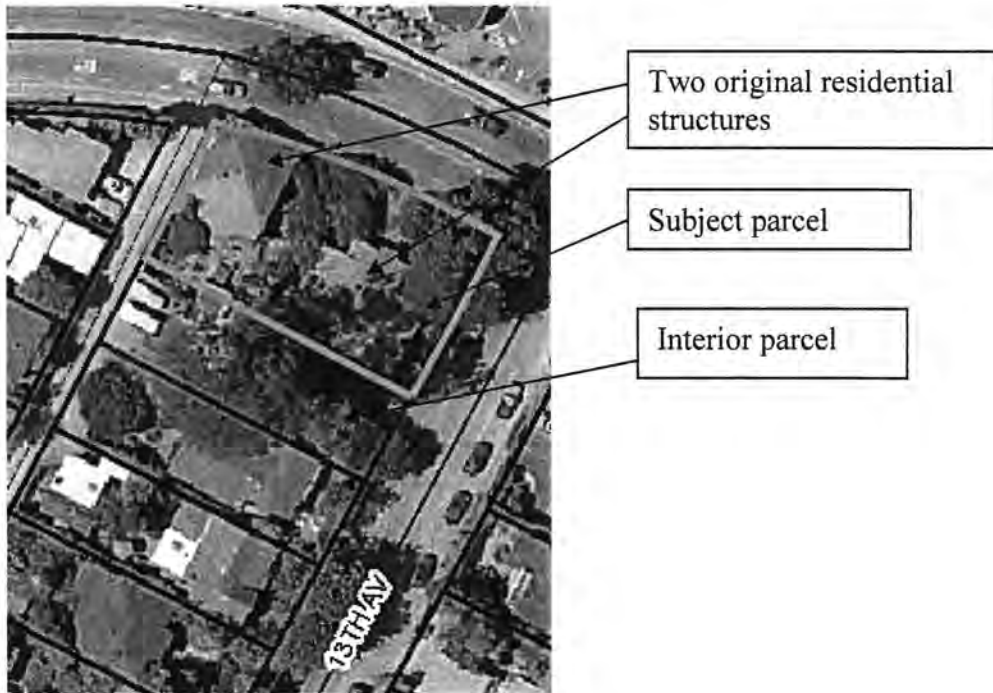 Two original residential
structures
Subject parcel
Interior parcel
13TH AV